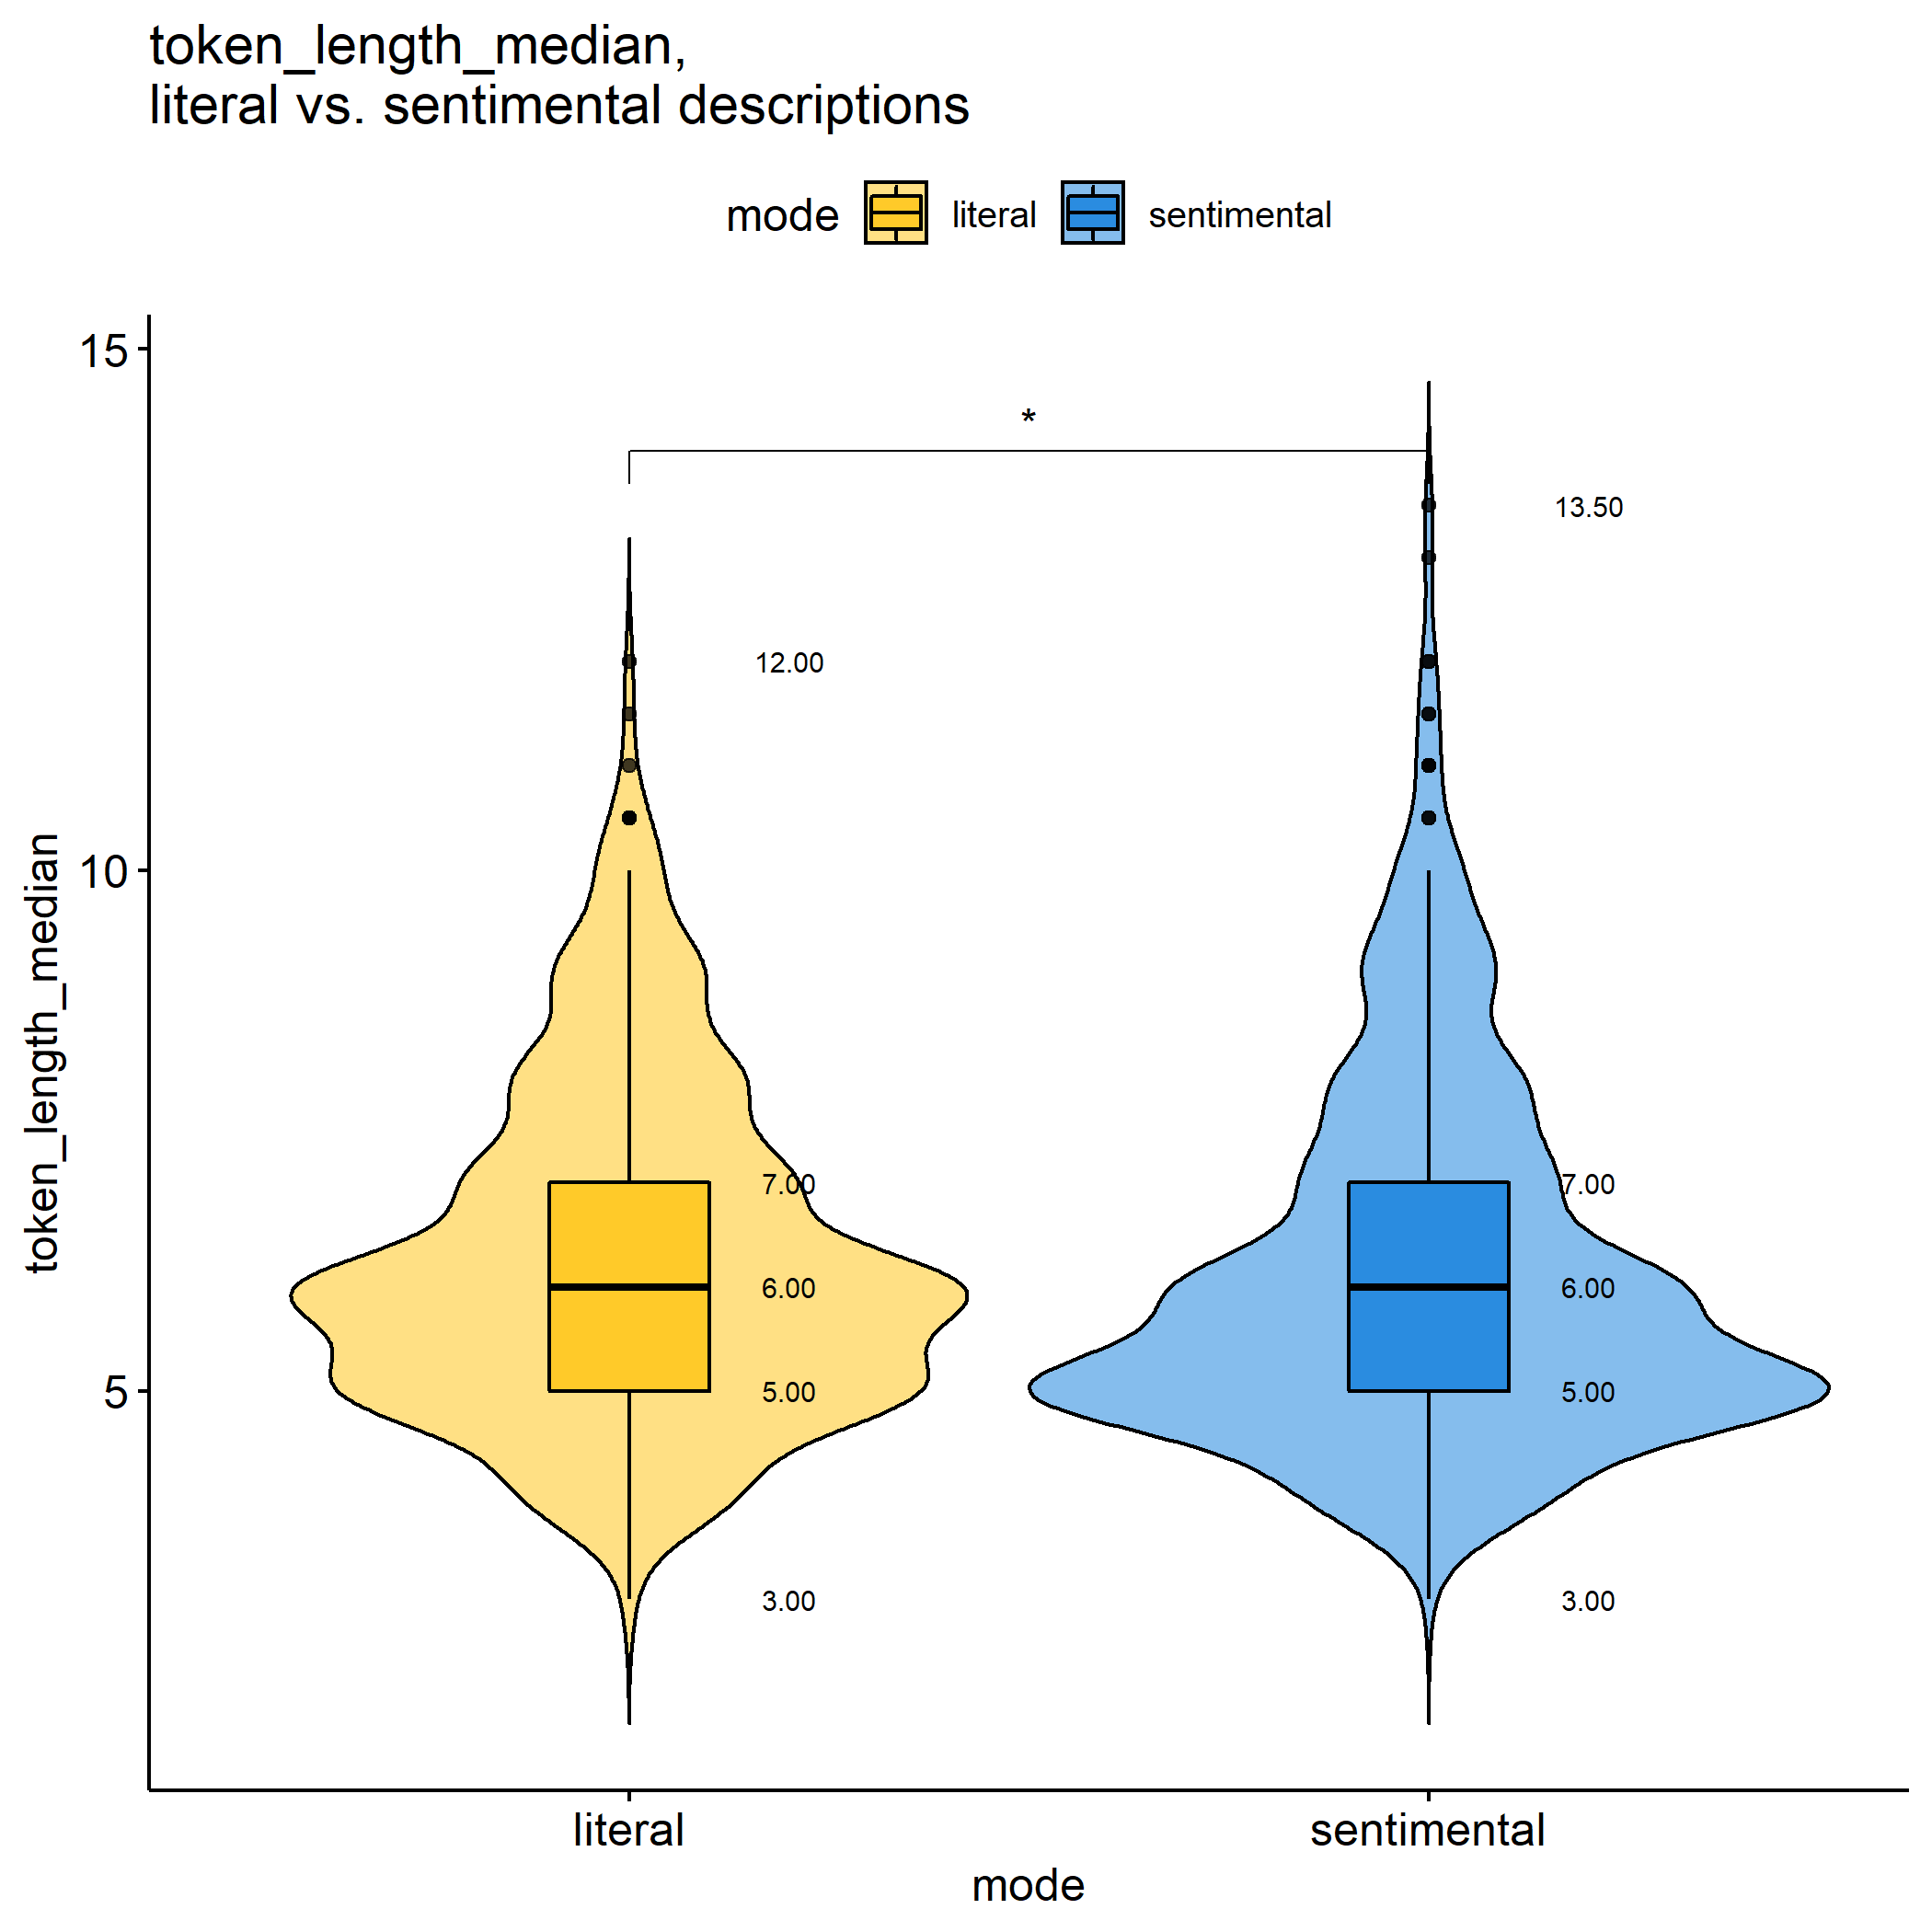 token_length_median,
literal vs. sentimental descriptions
mode literal sentimental
15
*
13.50
12.00
10
token_length_median
7.00 7.00
6.00 6.00
5
5.00 5.00
3.00 3.00
literal sentimental
mode